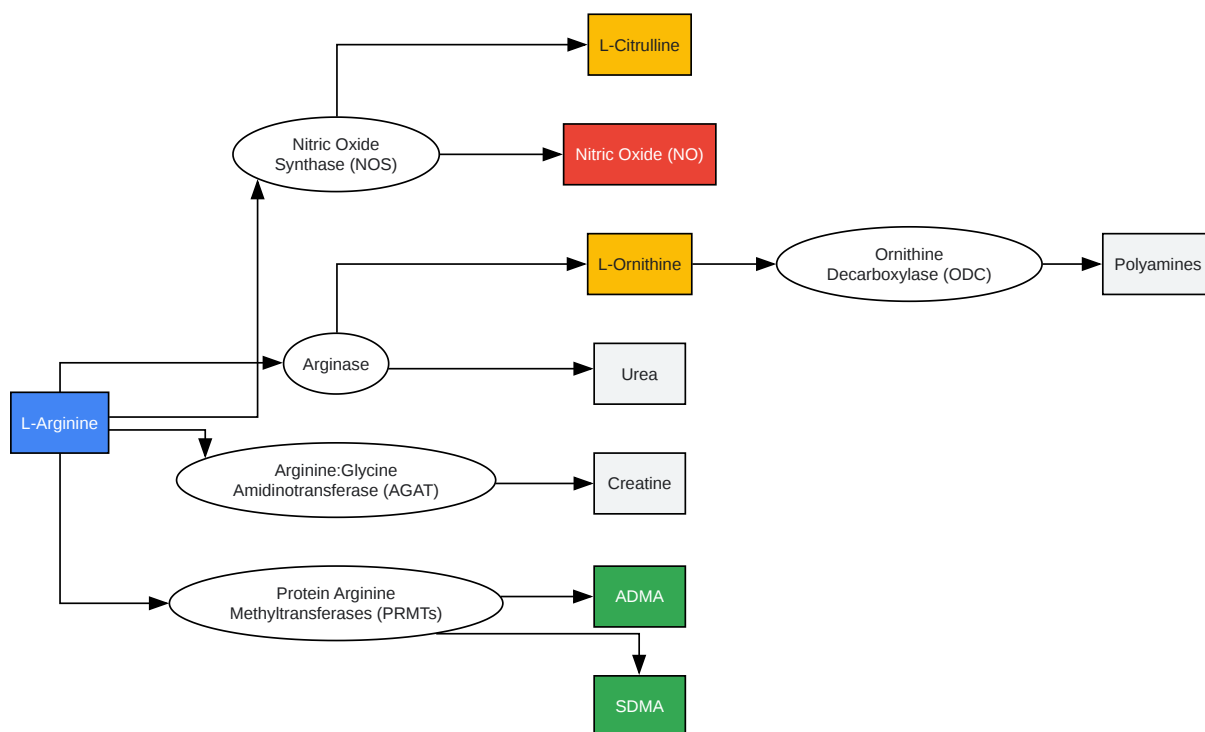 L-Citrulline
Nitric Oxide
Synthase (NOS)
Nitric Oxide (NO)
L-Ornithine
Ornithine
Decarboxylase (ODC)
Polyamines
Arginase
Urea
L-Arginine
Arginine:Glycine
Amidinotransferase (AGAT)
Creatine
Protein Arginine
Methyltransferases (PRMTs)
ADMA
SDMA